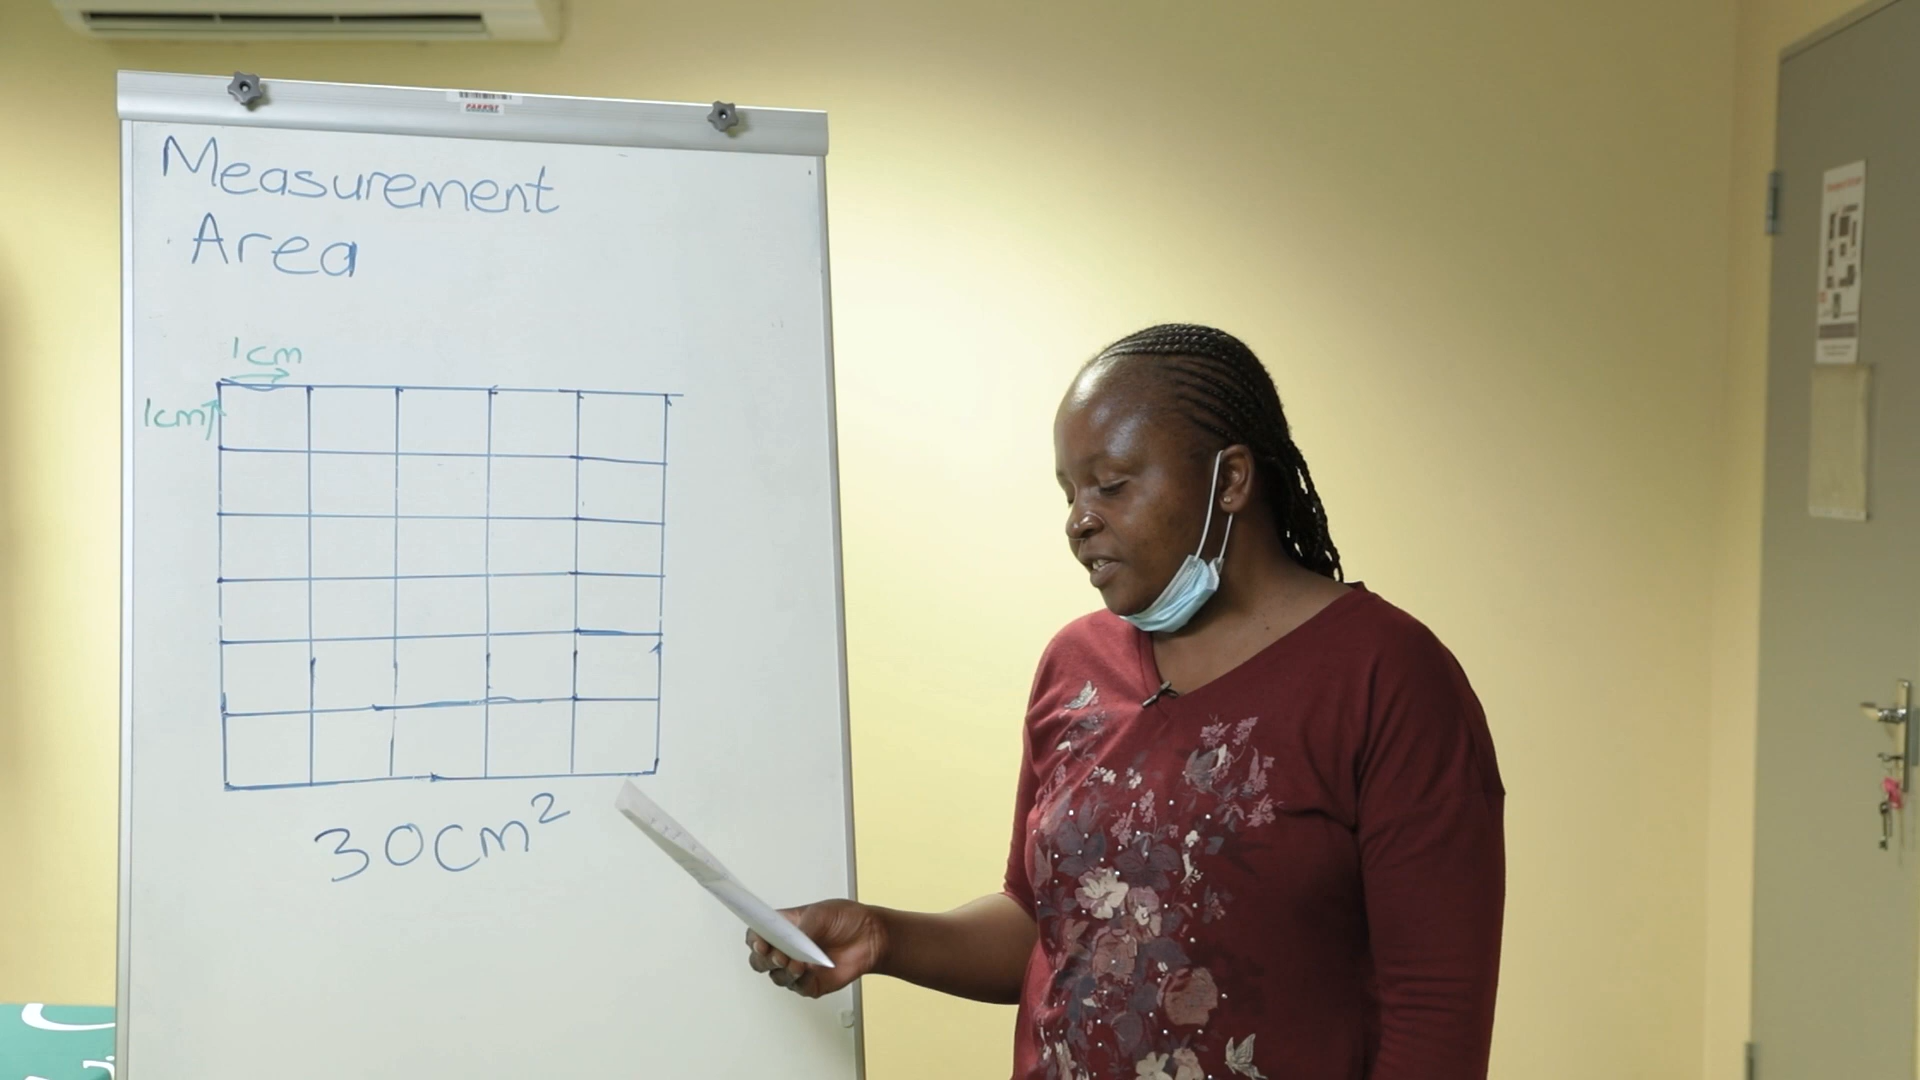 Measurement
Area
1cm
1cm
30cm²